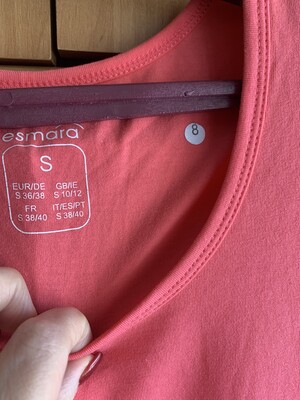 esmara
8
S
EUR/DE GB/IE
S 36/38 S 10/12
FR IT/ES/PT
S 38/40 S 38/40